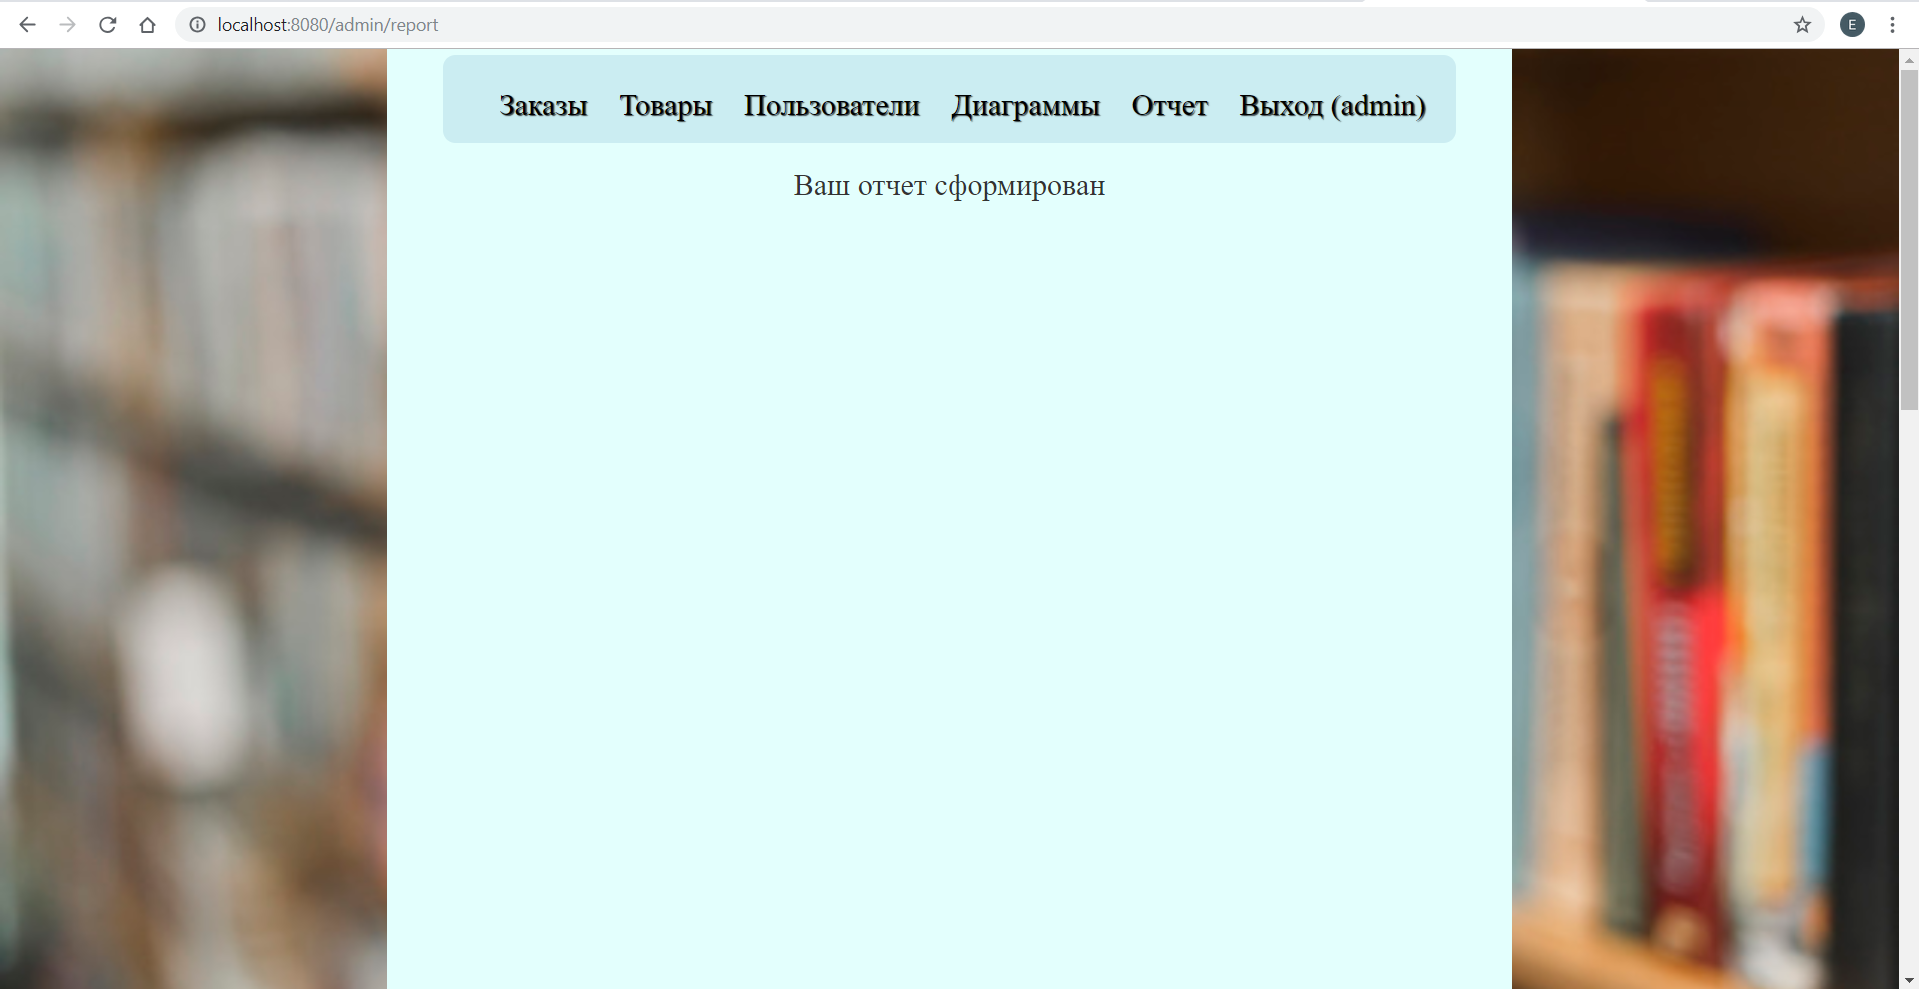 localhost:8080/admin/report
E
Заказы Товары Пользователи Диаграммы Отчет Выход (admin)
Ваш отчет сформирован